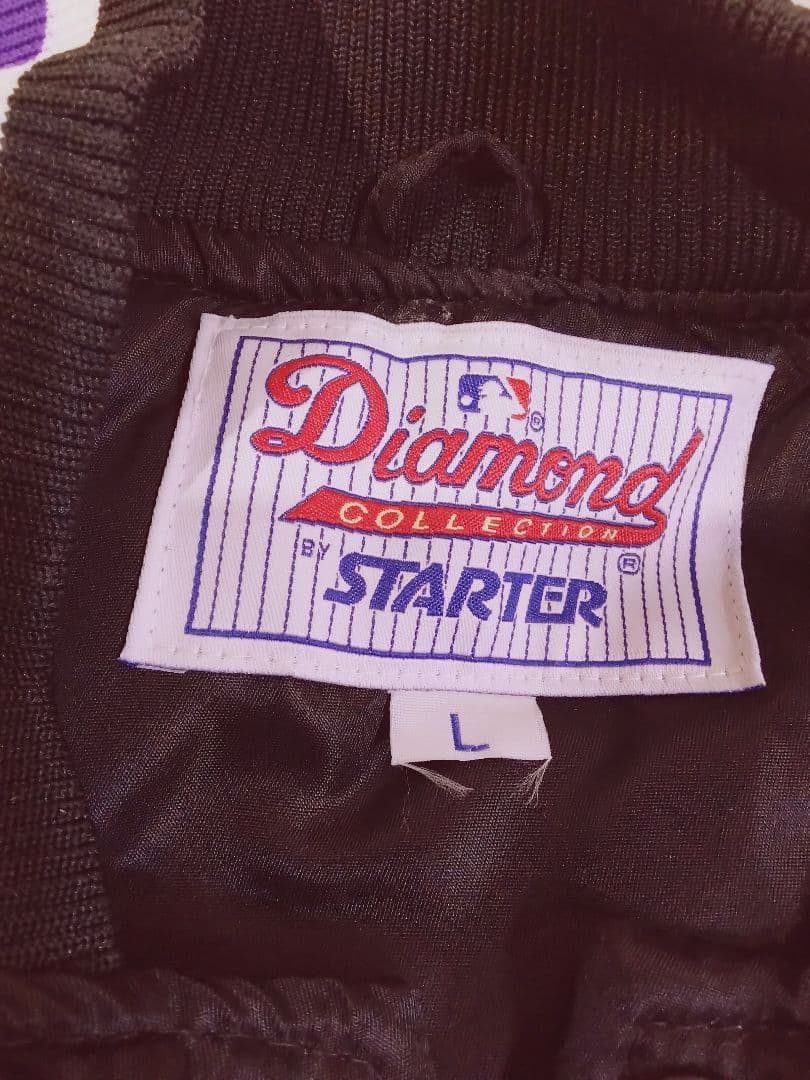 Diamond ®
COLLECTION
BY STARTER ®
L